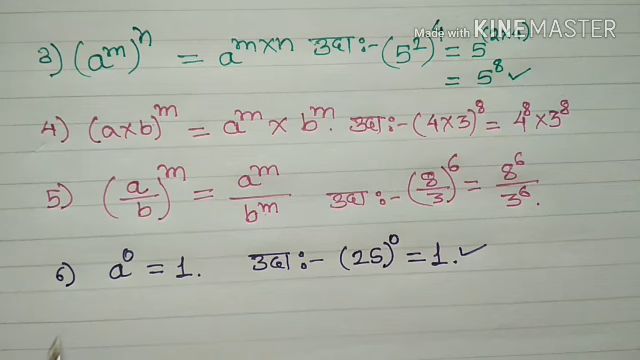 Made with KINEMASTER
3) (a^m)^n = a^(m×n) उदा:- (5^2)^4 = 5^(2×4)
= 5^8 ✓
4) (a×b)^m = a^m × b^m. उदा:- (4×3)^8 = 4^8 × 3^8
5) (a/b)^m = a^m/b^m उदा:- (8/3)^6 = 8^6/3^6.
6) a^0 = 1. उदा:- (25)^0 = 1. ✓